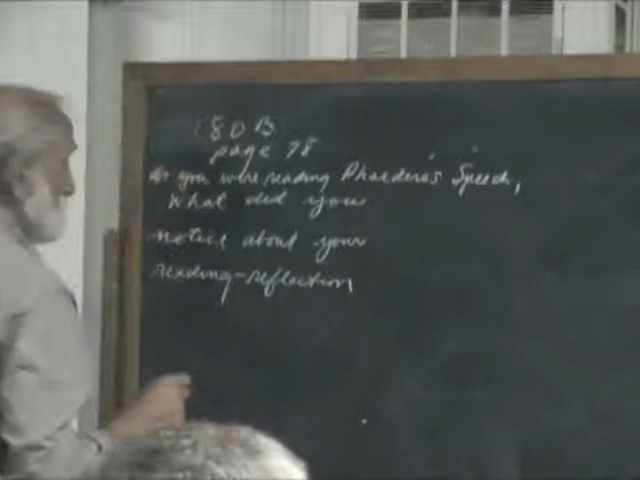 180B
page 78
As you were reading Phaedrus's Speech,
what did you
notice about your
reading-reflection